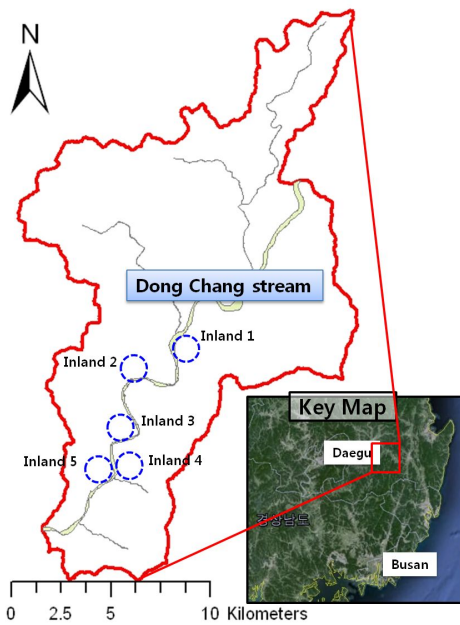 N
Dong Chang stream
Inland 1
Inland 2
Inland 3
Inland 5
Inland 4
Key Map
Daegu
경상남도
Busan
0 2.5 5 10 Kilometers